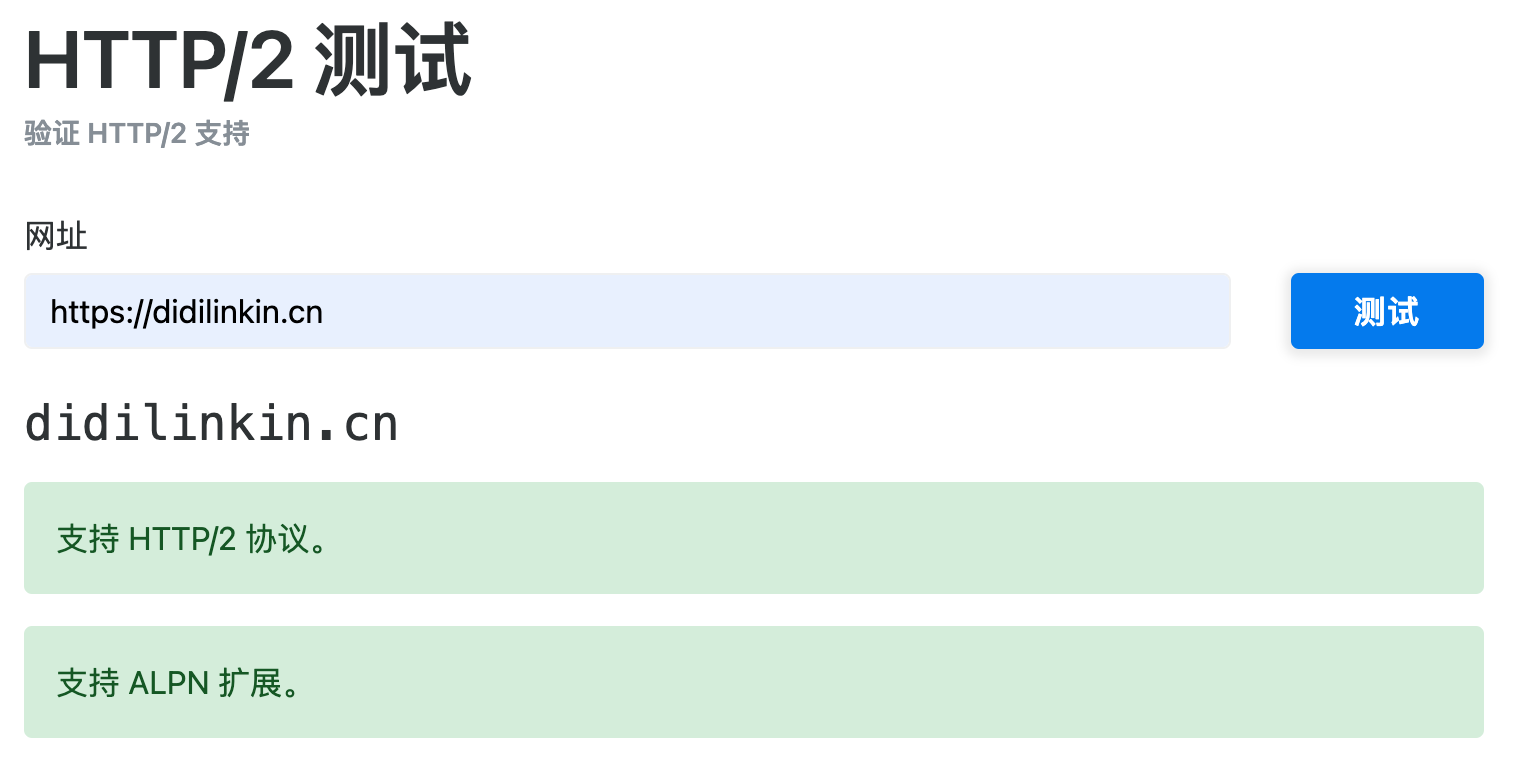 HTTP/2 测试
验证 HTTP/2 支持
网址
https://didilinkin.cn
测试
didilinkin.cn
支持 HTTP/2 协议。
支持 ALPN 扩展。